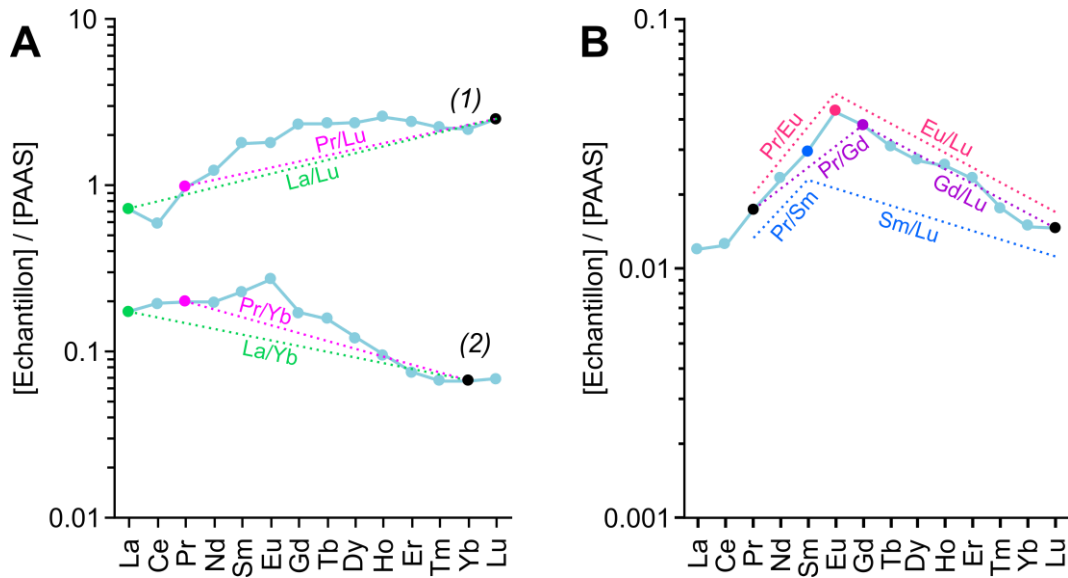 A
[Echantillon] / [PAAS]
10
1
0.1
0.01
(1)
Pr/Lu
La/Lu
Pr/Yb
La/Yb
(2)
La Ce Pr Nd Sm Eu Gd Tb Dy Ho Er Tm Yb Lu
B
[Echantillon] / [PAAS]
0.1
0.01
0.001
Pr/Eu
Eu/Lu
Pr/Gd
Gd/Lu
Pr/Sm
Sm/Lu
La Ce Pr Nd Sm Eu Gd Tb Dy Ho Er Tm Yb Lu